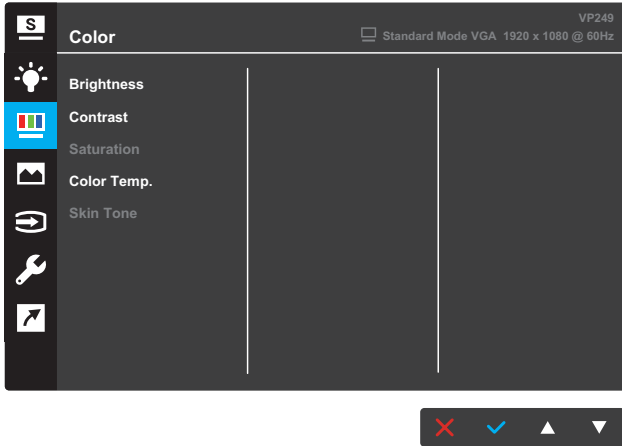 S
VP249
Color
Standard Mode VGA 1920 x 1080 @ 60Hz
Brightness
Contrast
Saturation
Color Temp.
Skin Tone